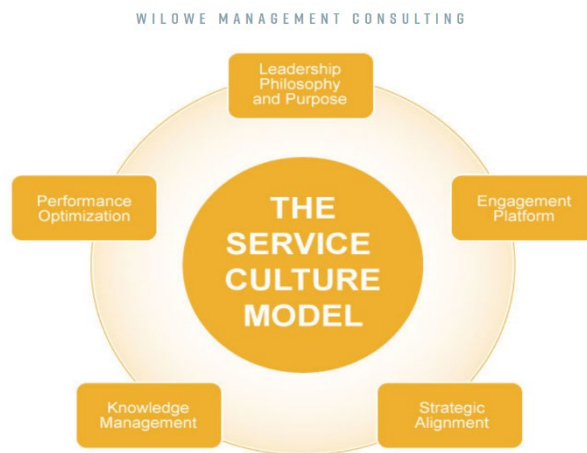 WILOWE MANAGEMENT CONSULTING
Leadership
Philosophy
and Purpose
Performance
Optimization
THE
SERVICE
CULTURE
MODEL
Engagement
Platform
Knowledge
Management
Strategic
Alignment